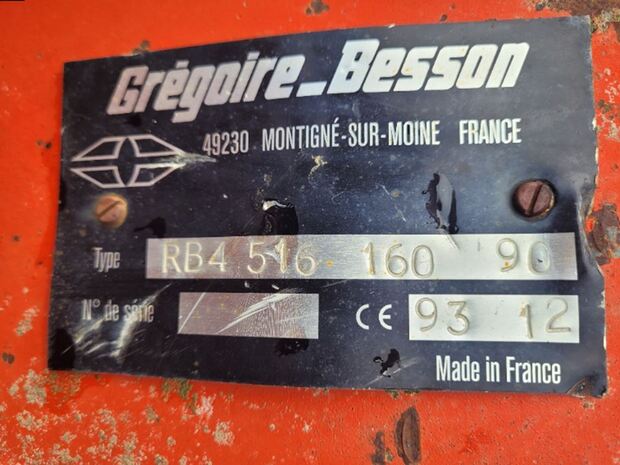 Grégoire_Besson
49230 MONTIGNÉ-SUR-MOINE FRANCE
Type RB4 516 160 90
N° de série CE 93 12
Made in France